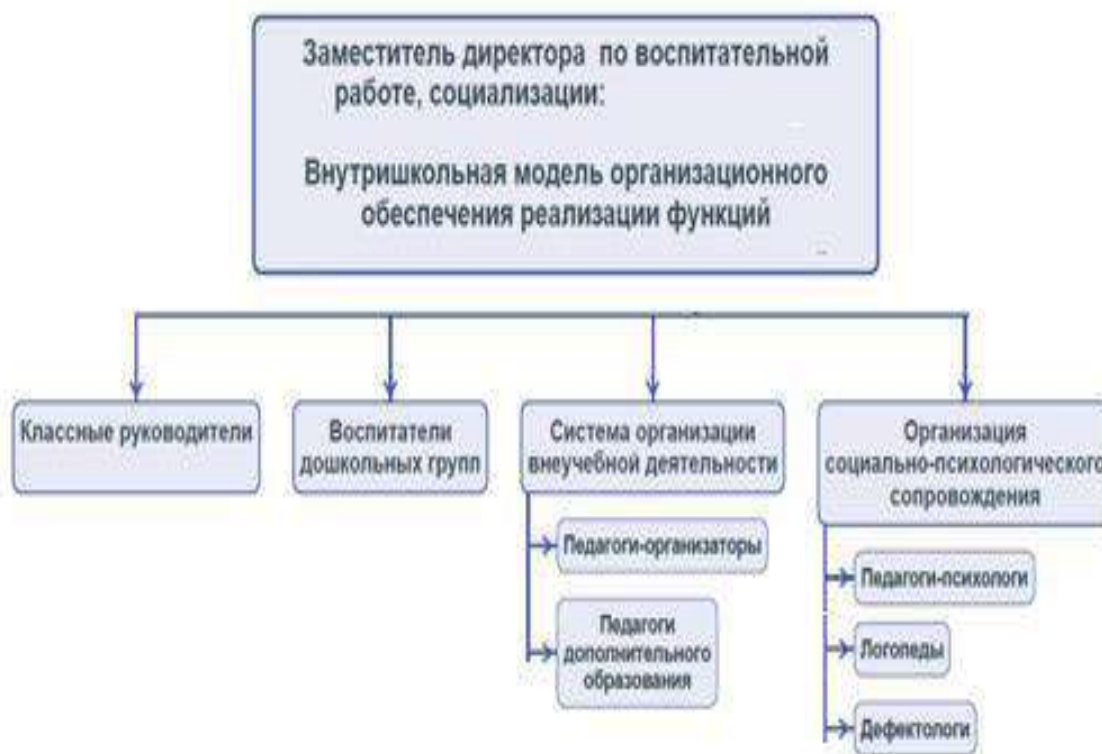 Заместитель директора по воспитательной
работе, социализации:
Внутришкольная модель организационного
обеспечения реализации функций
Классные руководители
Воспитатели
дошкольных групп
Система организации
внеучебной деятельности
Педагоги-организаторы
Педагоги
дополнительного
образования
Организация
социально-психологического
сопровождения
Педагоги-психологи
Логопеды
Дефектологи